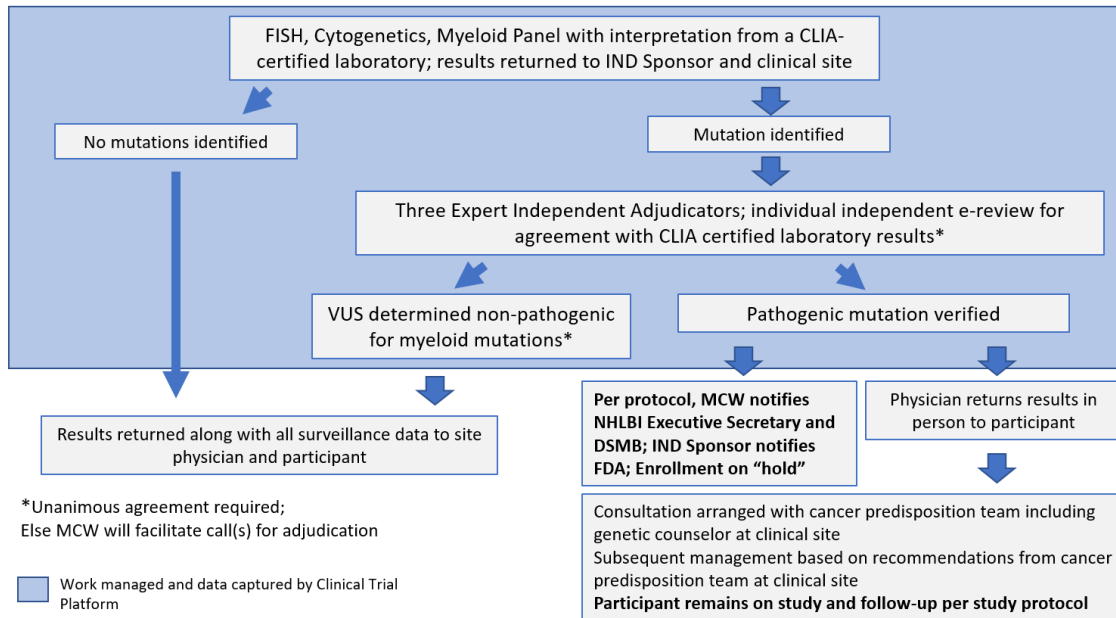 FISH, Cytogenetics, Myeloid Panel with interpretation from a CLIA-
certified laboratory; results returned to IND Sponsor and clinical site
No mutations identified
Mutation identified
Three Expert Independent Adjudicators; individual independent e-review for
agreement with CLIA certified laboratory results*
VUS determined non-pathogenic
for myeloid mutations*
Pathogenic mutation verified
Results returned along with all surveillance data to site
physician and participant
Per protocol, MCW notifies
NHLBI Executive Secretary and
DSMB; IND Sponsor notifies
FDA; Enrollment on “hold”
Physician returns results in
person to participant
Consultation arranged with cancer predisposition team including
genetic counselor at clinical site
Subsequent management based on recommendations from cancer
predisposition team at clinical site
Participant remains on study and follow-up per study protocol
*Unanimous agreement required;
Else MCW will facilitate call(s) for adjudication
Work managed and data captured by Clinical Trial
Platform